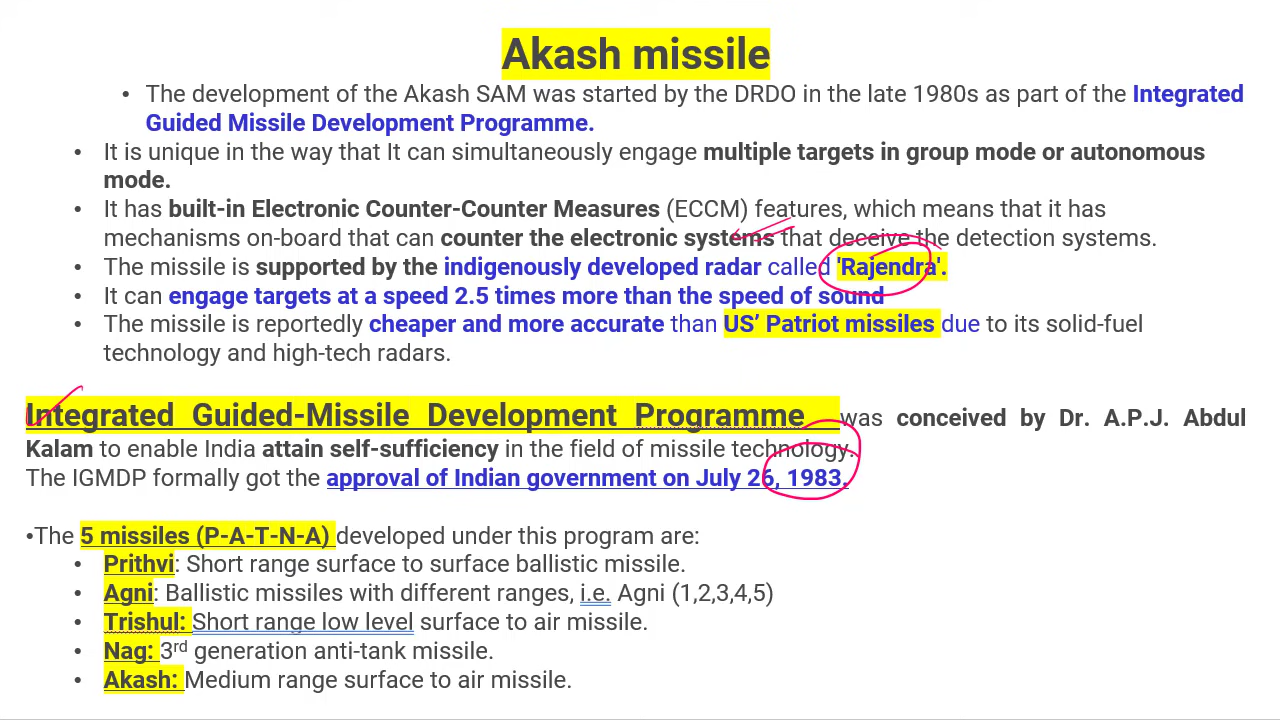 Akash missile
• The development of the Akash SAM was started by the DRDO in the late 1980s as part of the Integrated
Guided Missile Development Programme.
• It is unique in the way that It can simultaneously engage multiple targets in group mode or autonomous
mode.
• It has built-in Electronic Counter-Counter Measures (ECCM) features, which means that it has
mechanisms on-board that can counter the electronic systems that deceive the detection systems.
• The missile is supported by the indigenously developed radar called 'Rajendra'.
• It can engage targets at a speed 2.5 times more than the speed of sound
• The missile is reportedly cheaper and more accurate than US’ Patriot missiles due to its solid-fuel
technology and high-tech radars.
Integrated Guided-Missile Development Programme was conceived by Dr. A.P.J. Abdul
Kalam to enable India attain self-sufficiency in the field of missile technology.
The IGMDP formally got the approval of Indian government on July 26, 1983.
•The 5 missiles (P-A-T-N-A) developed under this program are:
• Prithvi: Short range surface to surface ballistic missile.
• Agni: Ballistic missiles with different ranges, i.e. Agni (1,2,3,4,5)
• Trishul: Short range low level surface to air missile.
• Nag: 3rd generation anti-tank missile.
• Akash: Medium range surface to air missile.